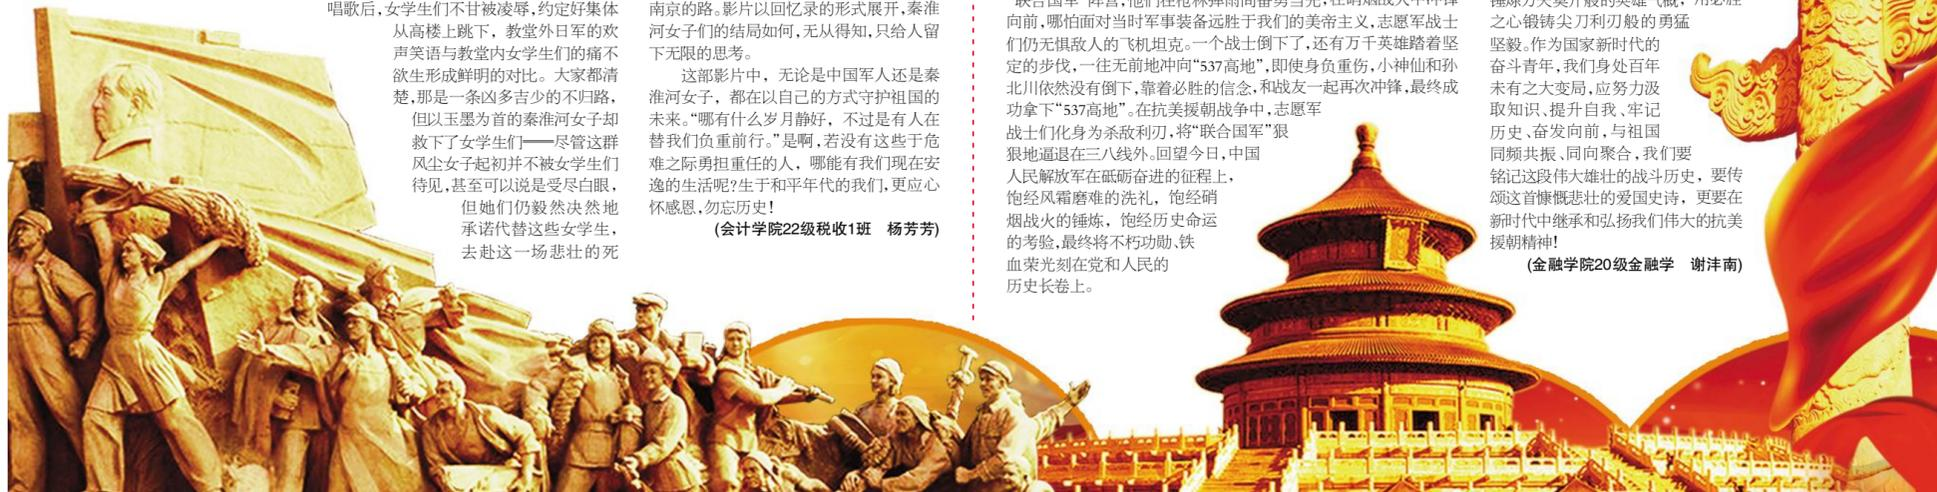 唱歌后，女学生们不甘被凌辱，约定好集体
从高楼上跳下，教堂外日军的欢
声笑语与教堂内女学生们的痛不
欲生形成鲜明的对比。大家都清
楚，那是一条凶多吉少的不归路，
但以玉墨为首的秦淮河女子却
救下了女学生们——尽管这群
风尘女子起初并不被女学生们
待见，甚至可以说是受尽白眼，
但她们仍毅然决然地
承诺代替这些女学生，
去赴这一场悲壮的死
南京的路。影片以回忆录的形式展开，秦淮
河女子们的结局如何，无从得知，只给人留
下无限的思考。
这部影片中，无论是中国军人还是秦
淮河女子，都在以自己的方式守护祖国的
未来。“哪有什么岁月静好，不过是有人在
替我们负重前行。”是啊，若没有这些于危
难之际勇担重任的人，哪能有我们现在安
逸的生活呢？生于和平年代的我们，更应心
怀感恩，勿忘历史！
(会计学院22级税收1班 杨芳芳)
向前，哪怕面对当时军事装备远胜于我们的美帝主义，志愿军战士
们仍无惧敌人的飞机坦克。一个战士倒下了，还有万千英雄踏着坚
定的步伐，一往无前地冲向“537高地”，即使身负重伤，小神仙和孙
北川依然没有倒下，靠着必胜的信念，和战友一起再次冲锋，最终成
功拿下“537高地”。在抗美援朝战争中，志愿军
战士们化身为杀敌利刃，将“联合国军”狠
狠地逼退在三八线外。回望今日，中国
人民解放军在砥砺奋进的征程上，
饱经风霜磨难的洗礼，饱经硝
烟战火的锤炼，饱经历史命运
的考验，最终将不朽功勋、铁
血荣光刻在党和人民的
历史长卷上。
之心锻铸尖刀利刃般的勇猛
坚毅。作为国家新时代的
奋斗青年，我们身处百年
未有之大变局，应努力汲
取知识、提升自我、牢记
历史、奋发向前，与祖国
同频共振、同向聚合，我们要
铭记这段伟大雄壮的战斗历史，要传
颂这首慷慨悲壮的爱国史诗，更要在
新时代中继承和弘扬我们伟大的抗美
援朝精神！
(金融学院20级金融学 谢沣南)